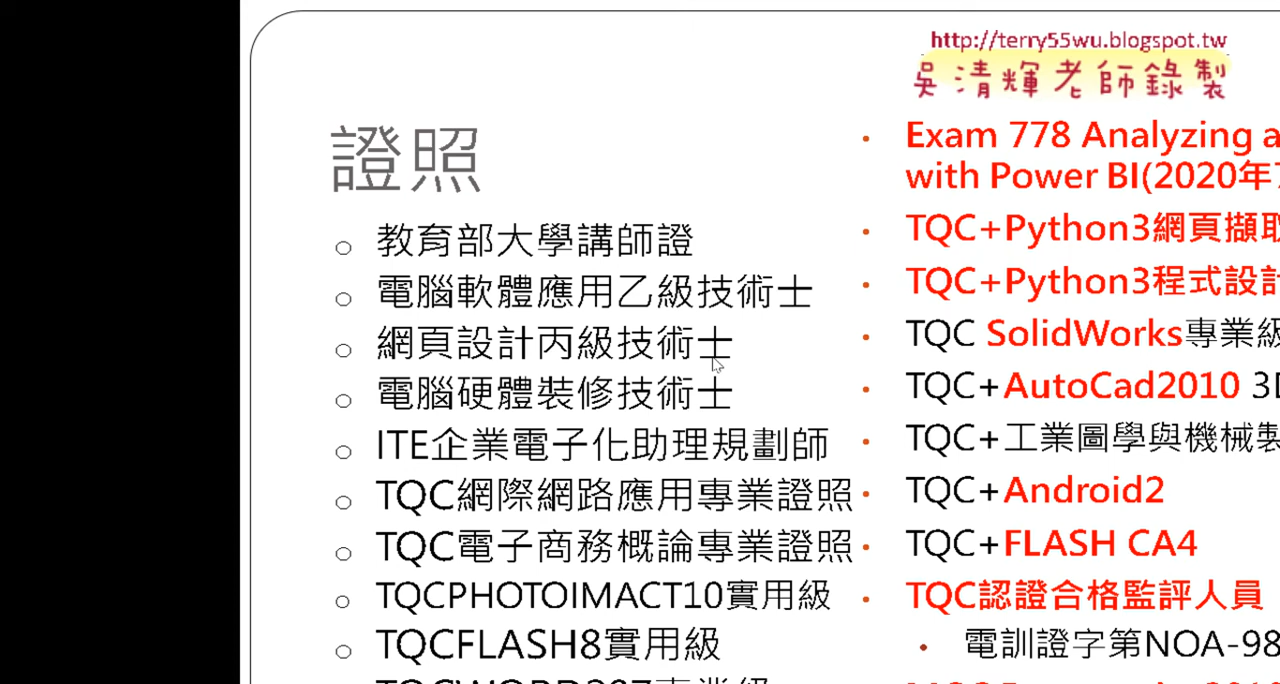 http://terry55wu.blogspot.tw
吳清輝老師錄製
證照
教育部大學講師證
電腦軟體應用乙級技術士
網頁設計丙級技術士
電腦硬體裝修技術士
ITE企業電子化助理規劃師
TQC網際網路應用專業證照
TQC電子商務概論專業證照
TQCPHOTOIMACT10實用級
TQCFLASH8實用級
Exam 778 Analyzing a
with Power BI(2020年
TQC+Python3網頁擷取
TQC+Python3程式設計
TQC SolidWorks專業級
TQC+AutoCad2010 3D
TQC+工業圖學與機械製
TQC+Android2
TQC+FLASH CA4
TQC認證合格監評人員
電訓證字第NOA-98